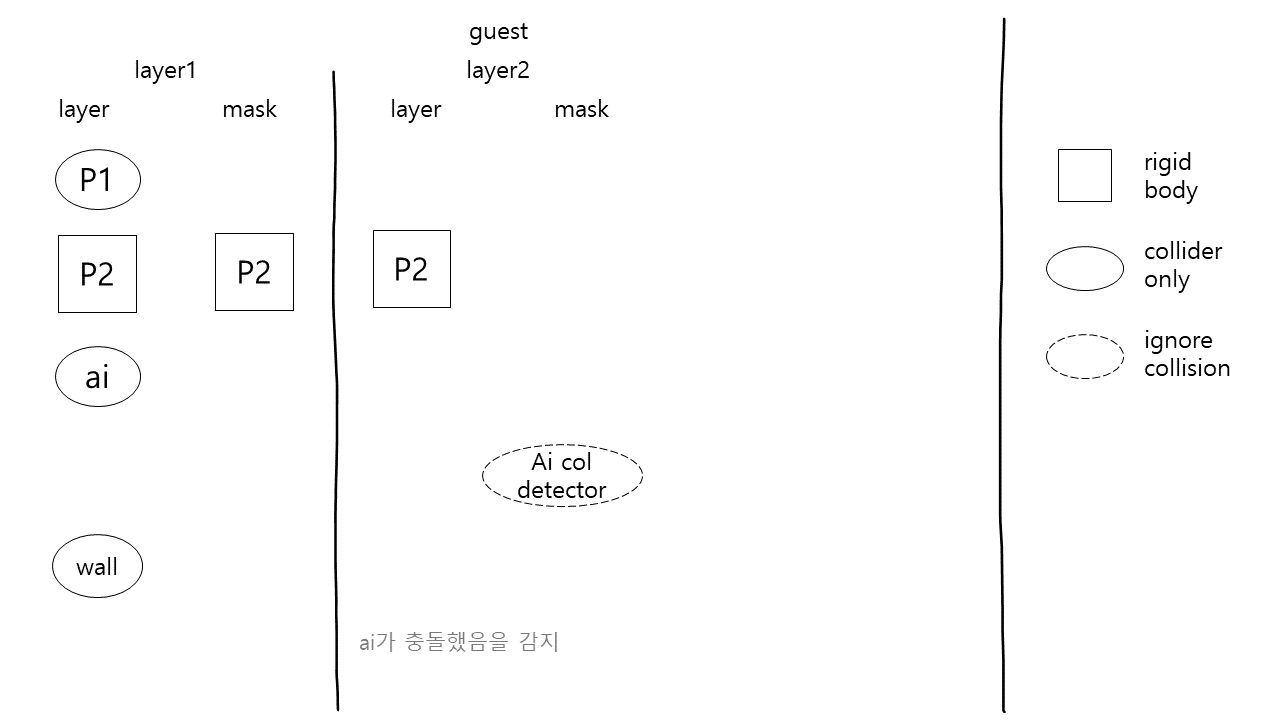 guest
layer1
layer2
layer
mask
layer
mask
P1
P2
P2
P2
ai
Ai col
detector
wall
ai가 충돌했음을 감지
rigid
body
collider
only
ignore
collision